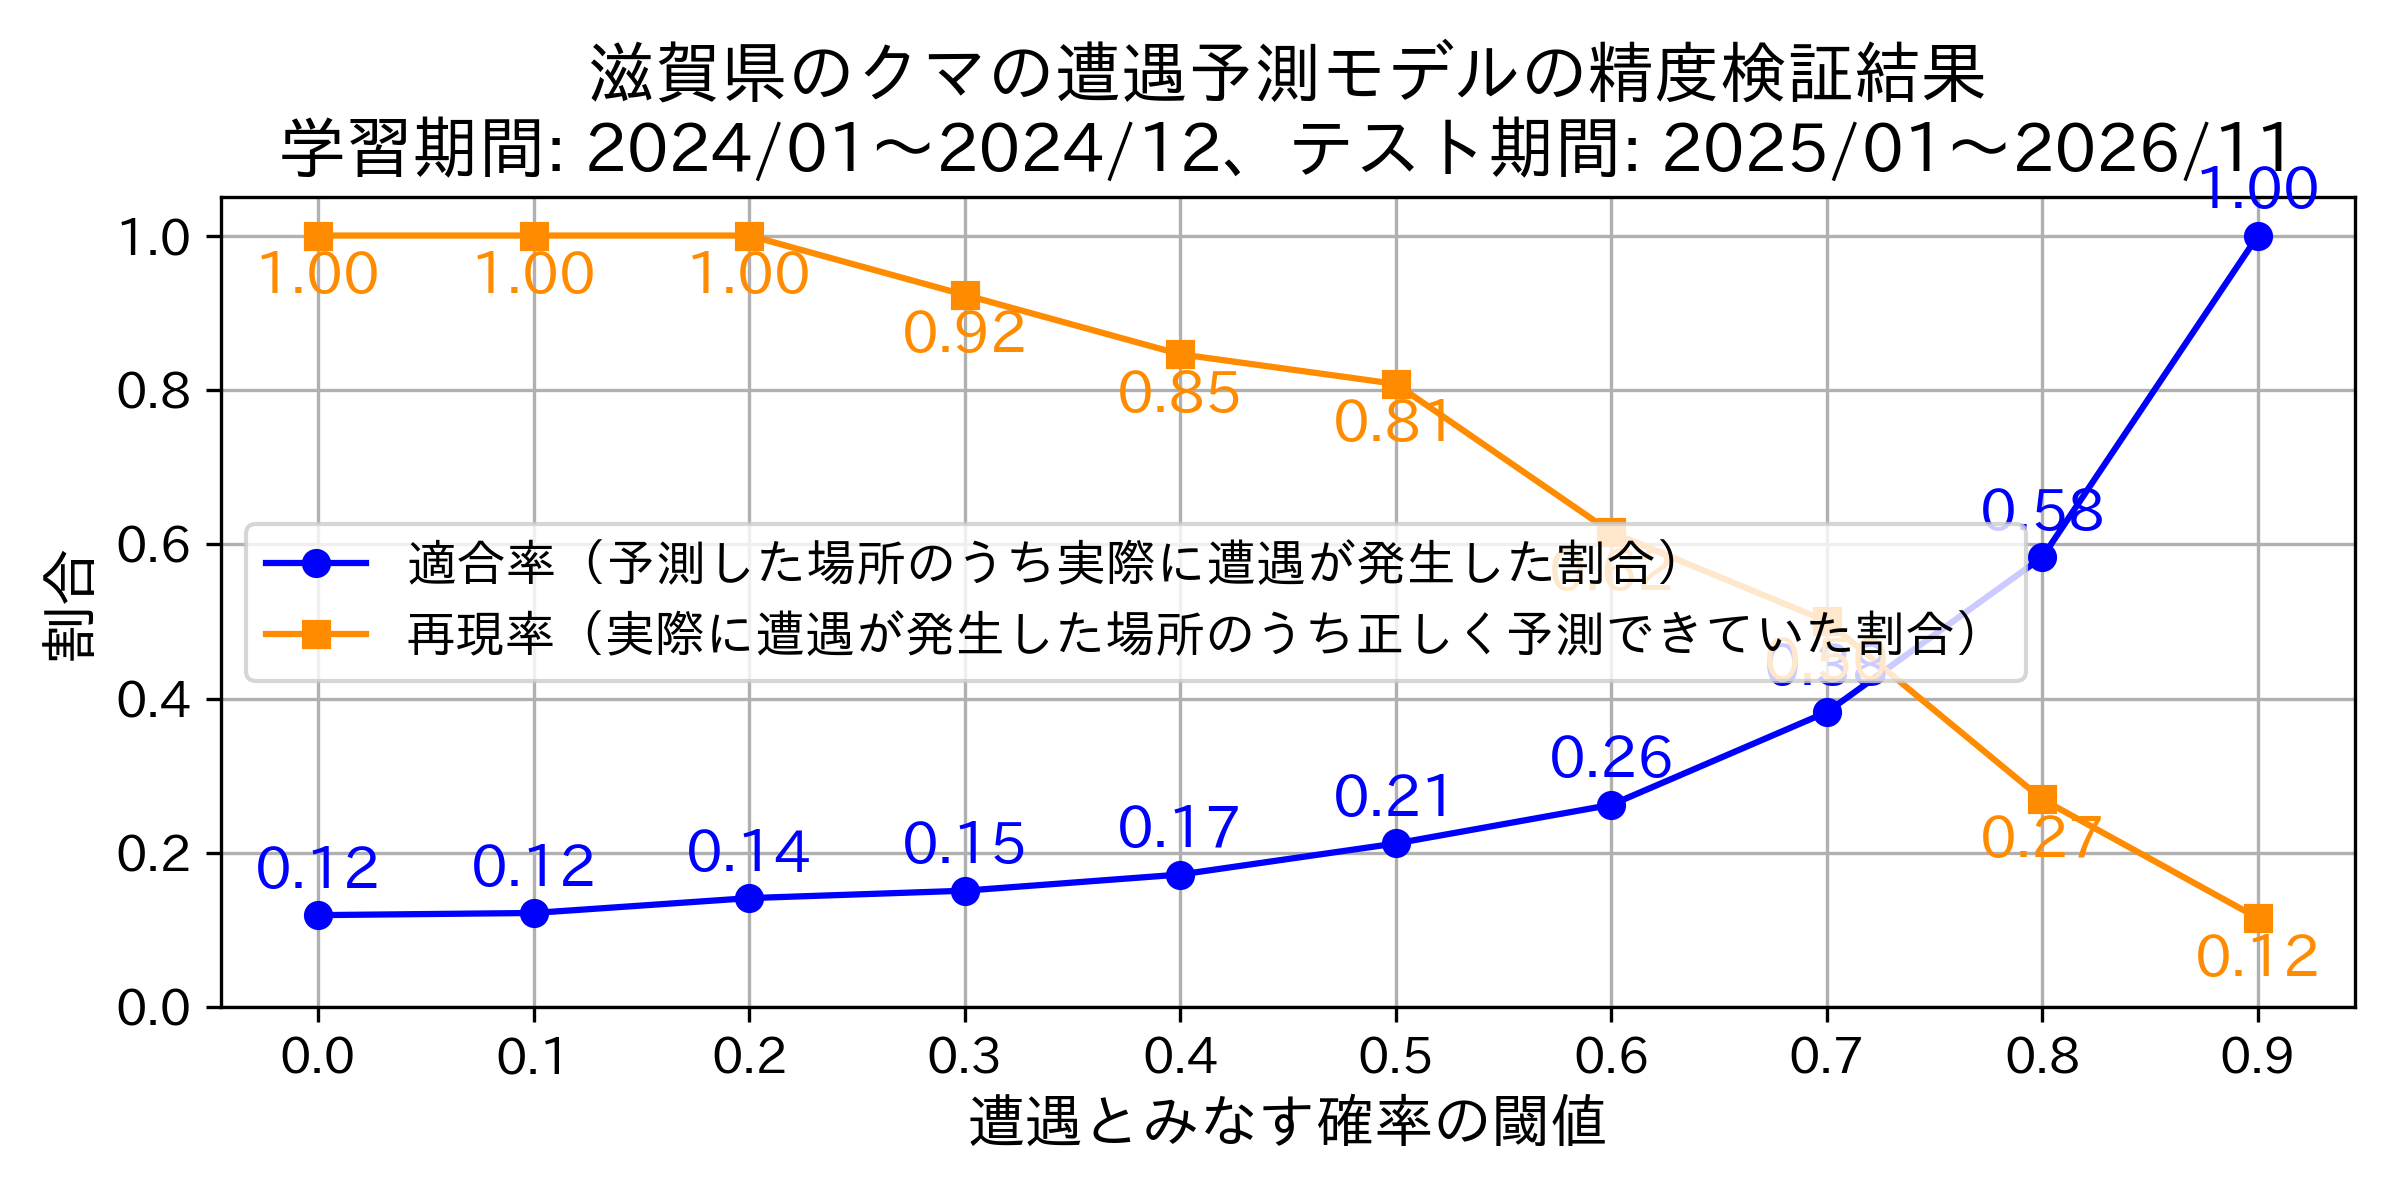 滋賀県のクマの遭遇予測モデルの精度検証結果
学習期間: 2024/01～2024/12、テスト期間: 2025/01～2026/11
割合
1.0
0.8
0.6
0.4
0.2
0.0
1.00 1.00 1.00 0.92 0.85 0.81 0.62 0.50 0.27 0.12
0.12 0.12 0.14 0.15 0.17 0.21 0.26 0.38 0.58 1.00
適合率（予測した場所のうち実際に遭遇が発生した割合）
再現率（実際に遭遇が発生した場所のうち正しく予測できていた割合）
0.0 0.1 0.2 0.3 0.4 0.5 0.6 0.7 0.8 0.9
遭遇とみなす確率の閾値